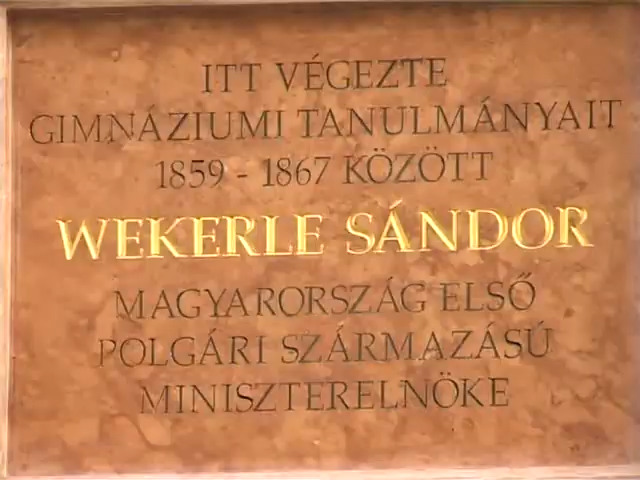 ITT VÉGEZTE
GIMNÁZIUMI TANULMÁNYAIT
1859 - 1867 KÖZÖTT
WEKERLE SÁNDOR
MAGYARORSZÁG ELSŐ
POLGÁRI SZÁRMAZÁSÚ
MINISZTERELNÖKE